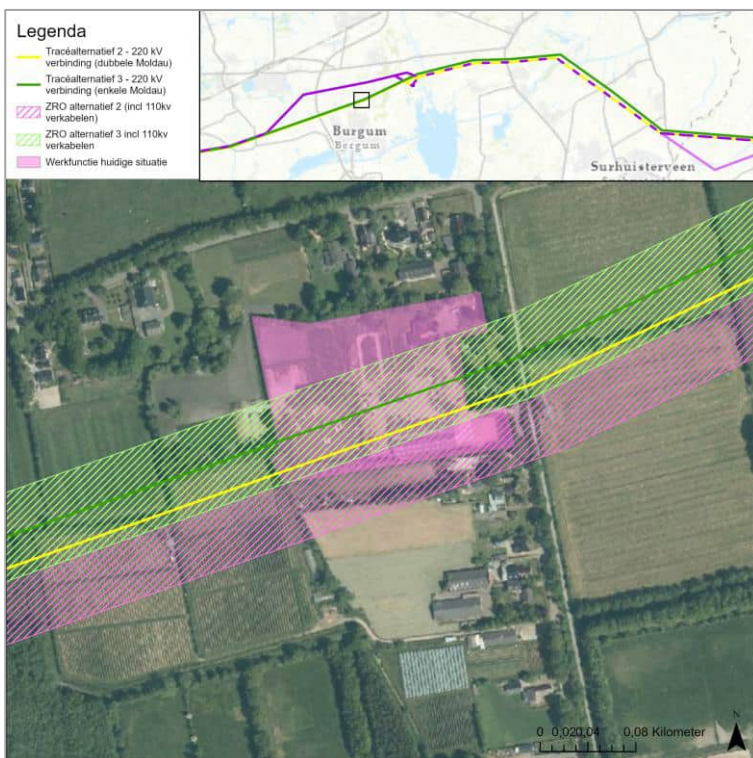 Legenda
Tracéalternatief 2 - 220 kV
verbinding (dubbele Moldau)
Tracéalternatief 3 - 220 kV
verbinding (enkele Moldau)
ZRO alternatief 2 (incl 110kv
verkabelen)
ZRO alternatief 3 incl 110kv
verkabelen
Werkfunctie huidige situatie
Burgum
Bergum
Surhuisterveen
N
0 0,020,04 0,08 Kilometer